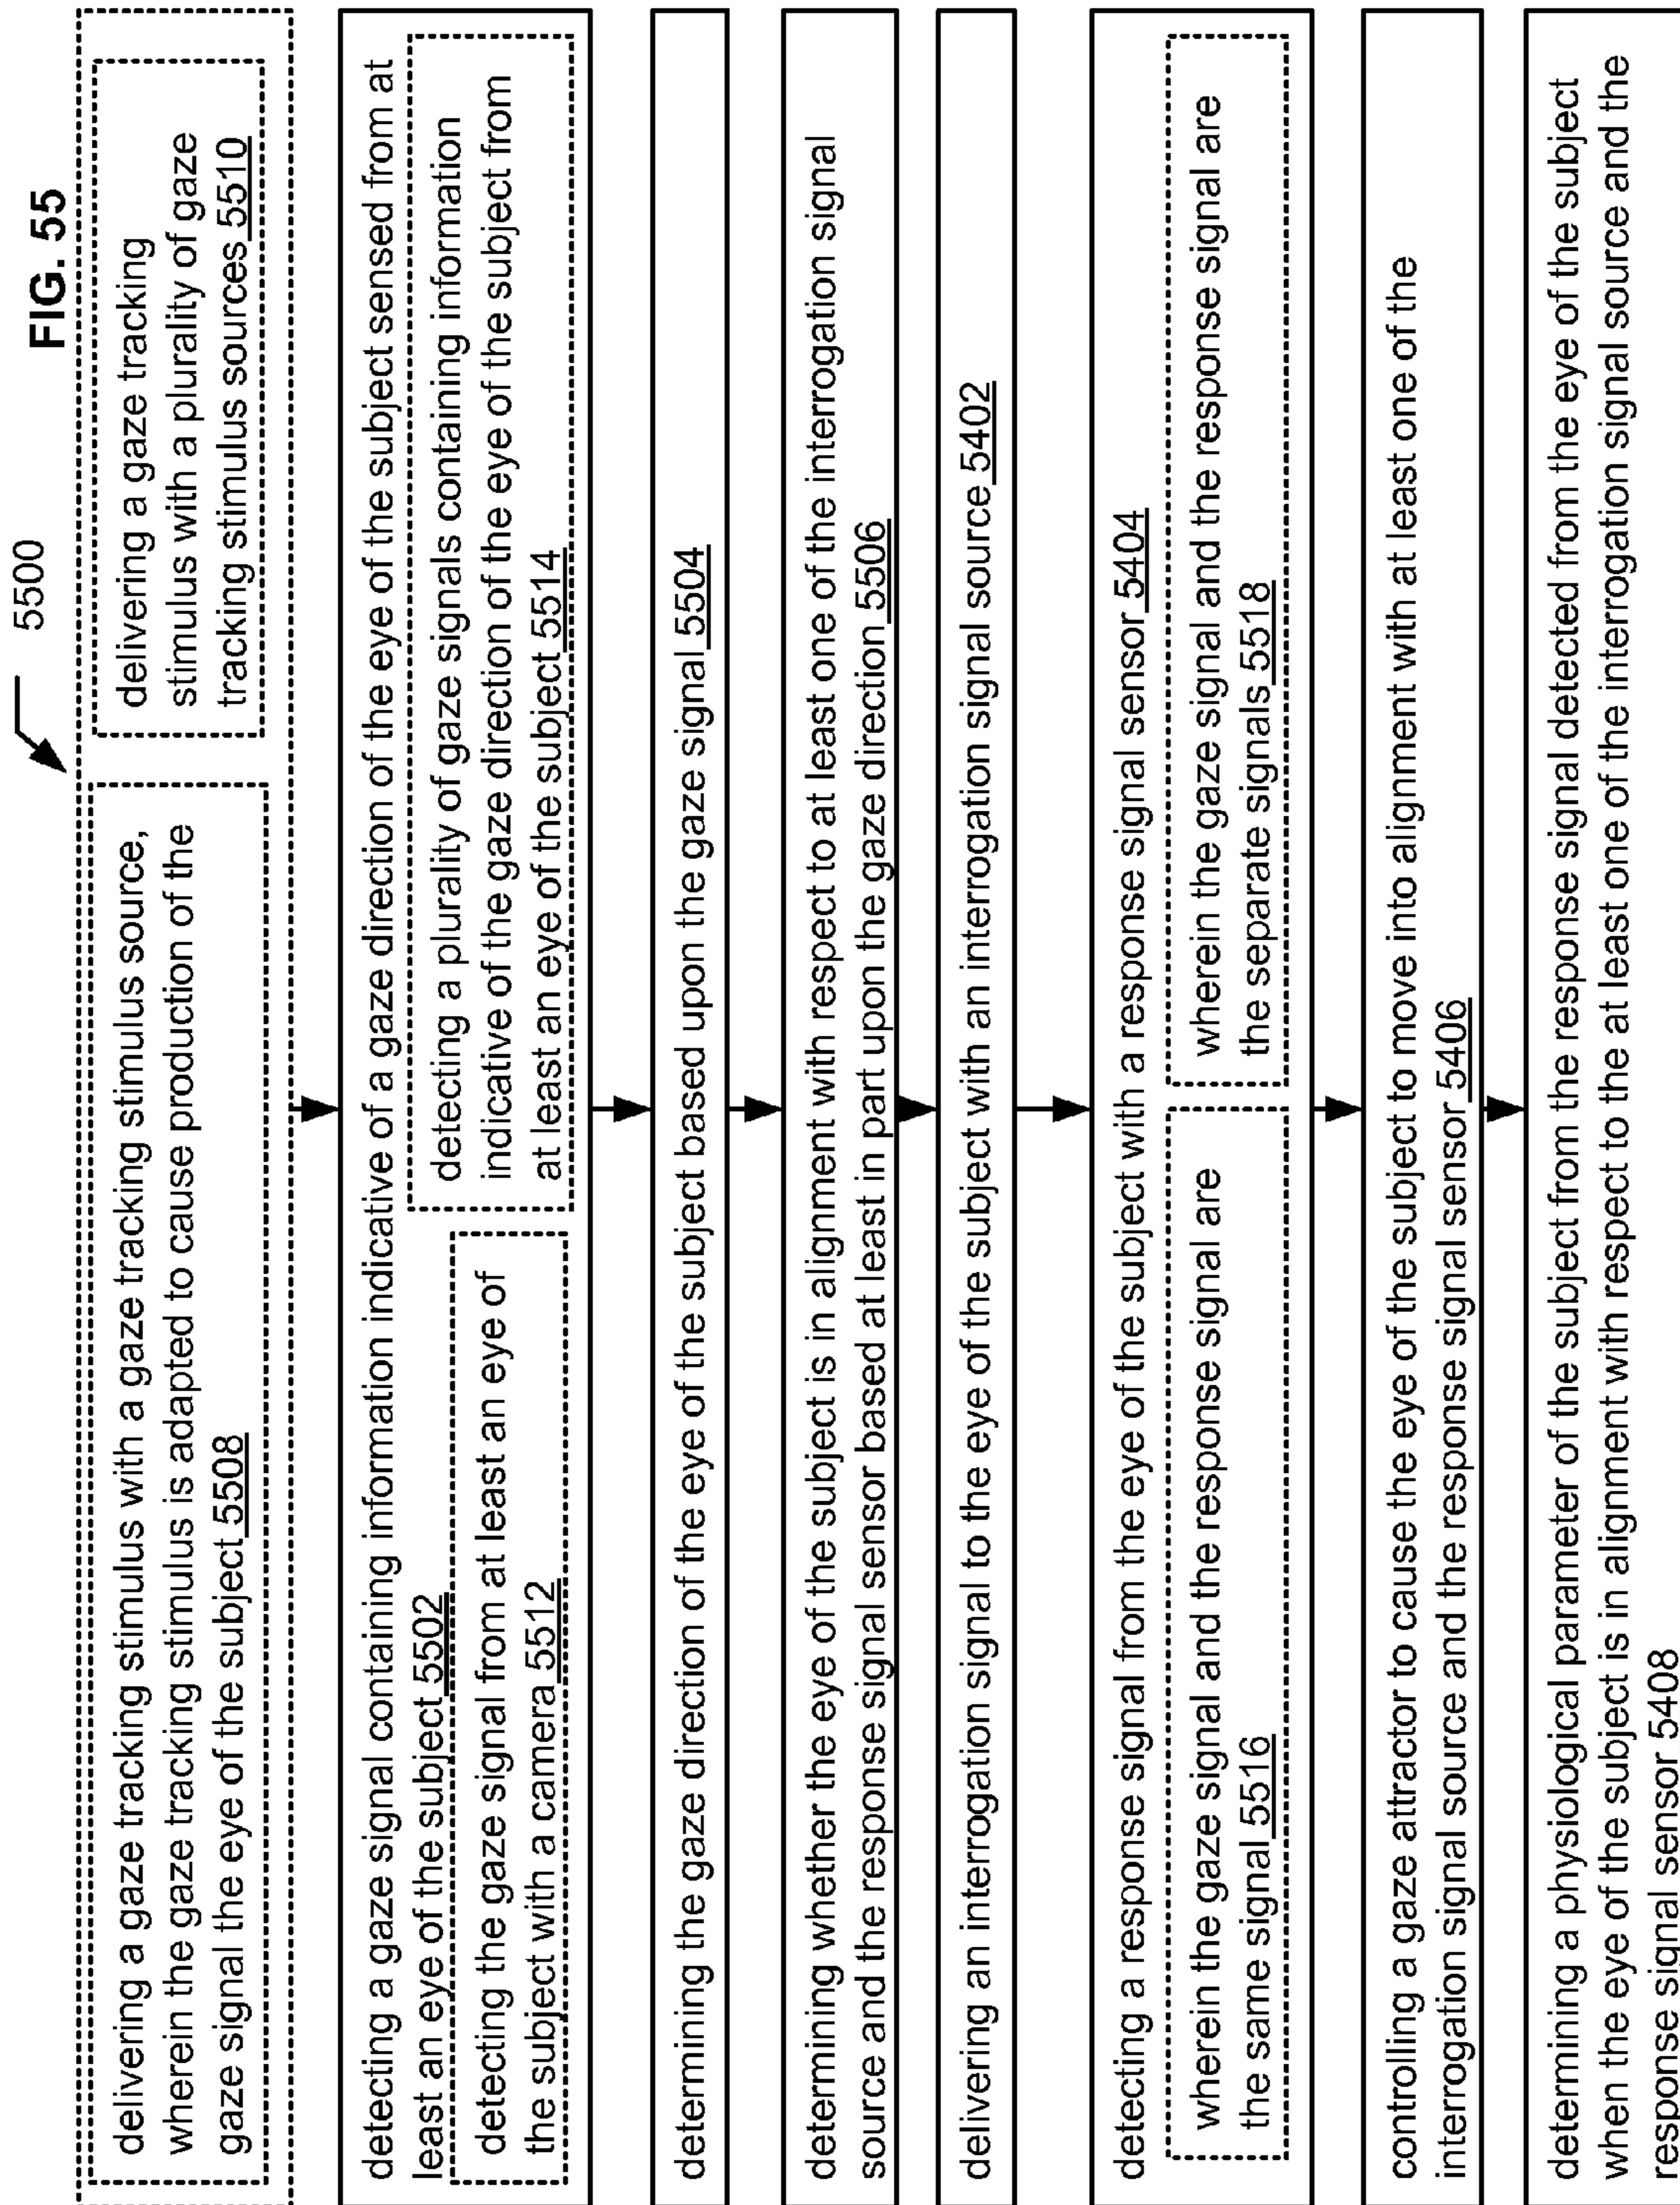 FIG. 55
5500
delivering a gaze tracking stimulus with a gaze tracking stimulus source,
wherein the gaze tracking stimulus is adapted to cause production of the
gaze signal the eye of the subject 5508
delivering a gaze tracking
stimulus with a plurality of gaze
tracking stimulus sources 5510
detecting a gaze signal containing information indicative of a gaze direction of the eye of the subject sensed from at
least an eye of the subject 5502
detecting the gaze signal from at least an eye of
the subject with a camera 5512
detecting a plurality of gaze signals containing information
indicative of the gaze direction of the eye of the subject from
at least an eye of the subject 5514
determining the gaze direction of the eye of the subject based upon the gaze signal 5504
determining whether the eye of the subject is in alignment with respect to at least one of the interrogation signal
source and the response signal sensor based at least in part upon the gaze direction 5506
delivering an interrogation signal to the eye of the subject with an interrogation signal source 5402
detecting a response signal from the eye of the subject with a response signal sensor 5404
wherein the gaze signal and the response signal are
the same signal 5516
wherein the gaze signal and the response signal are
the separate signals 5518
controlling a gaze attractor to cause the eye of the subject to move into alignment with at least one of the
interrogation signal source and the response signal sensor 5406
determining a physiological parameter of the subject from the response signal detected from the eye of the subject
when the eye of the subject is in alignment with respect to the at least one of the interrogation signal source and the
response signal sensor 5408